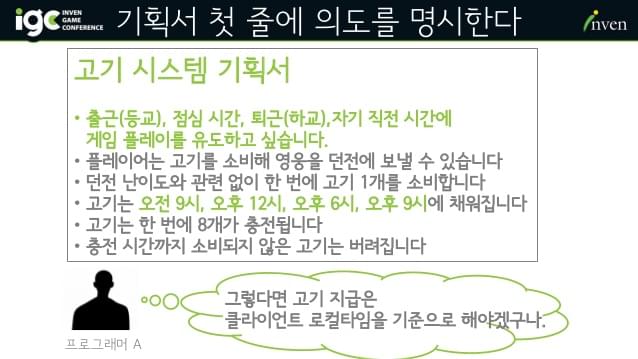 igc INVEN GAME CONFERENCE
기획서 첫 줄에 의도를 명시한다
inven
고기 시스템 기획서
• 출근(등교), 점심 시간, 퇴근(하교),자기 직전 시간에
게임 플레이를 유도하고 싶습니다.
• 플레이어는 고기를 소비해 영웅을 던전에 보낼 수 있습니다
• 던전 난이도와 관련 없이 한 번에 고기 1개를 소비합니다
• 고기는 오전 9시, 오후 12시, 오후 6시, 오후 9시에 채워집니다
• 고기는 한 번에 8개가 충전됩니다
• 충전 시간까지 소비되지 않은 고기는 버려집니다
그렇다면 고기 지급은
클라이언트 로컬타임을 기준으로 해야겠구나.
프로그래머 A